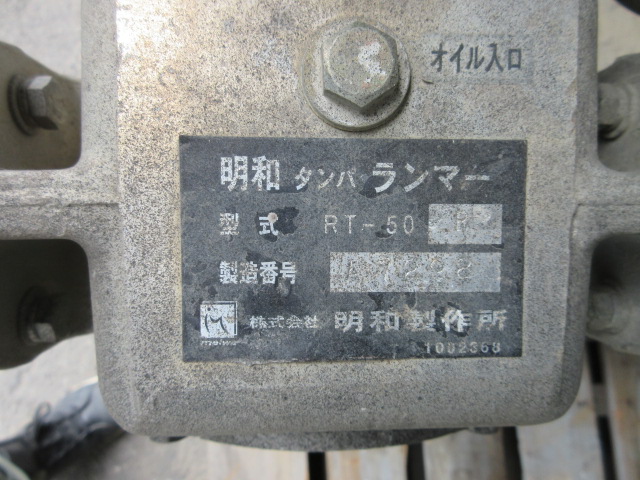 オイル入口
明和 タンパ ランマー
型式 RT-50
製造番号
株式会社 明和製作所
1002368